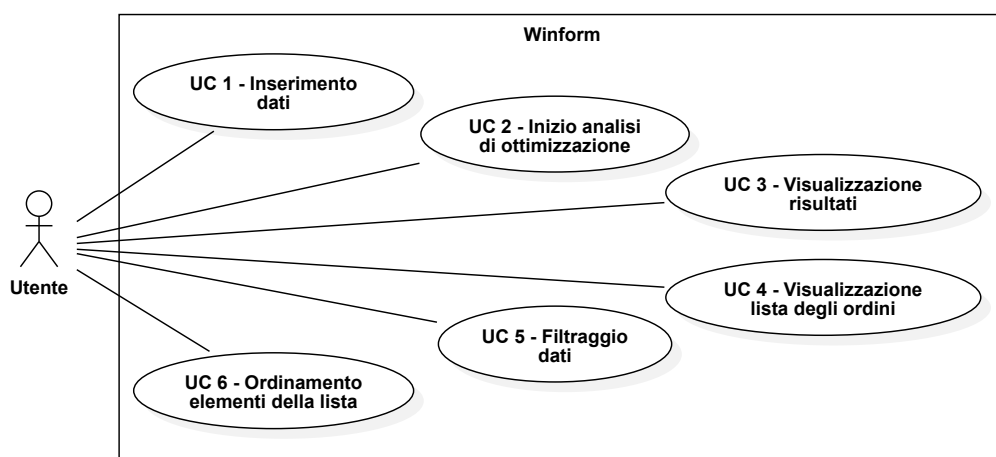 Winform
UC 1 - Inserimento
dati
UC 2 - Inizio analisi
di ottimizzazione
UC 3 - Visualizzazione
risultati
Utente
UC 4 - Visualizzazione
lista degli ordini
UC 5 - Filtraggio
dati
UC 6 - Ordinamento
elementi della lista